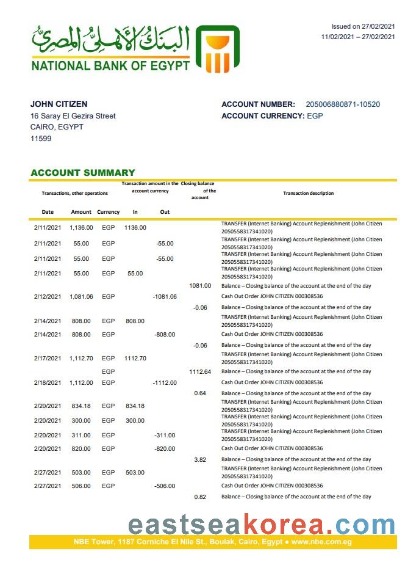 البنك الأهلي المصري
NATIONAL BANK OF EGYPT
Issued on 27/02/2021
11/02/2021 – 27/02/2021
JOHN CITIZEN
16 Saray El Gezira Street
CAIRO, EGYPT
11599
ACCOUNT NUMBER: 205006880871-10520
ACCOUNT CURRENCY: EGP
ACCOUNT SUMMARY
Transactions, other operations
Transaction amount in the account currency
Closing balance of the account
Transaction description
Date Amount Currency In Out
2/11/2021 1,136.00 EGP 1136.00 TRANSFER (Internet Banking) Account Replenishment (John Citizen 2050558317341020)
2/11/2021 55.00 EGP -55.00 TRANSFER (Internet Banking) Account Replenishment (John Citizen 2050558317341020)
2/11/2021 55.00 EGP -55.00 TRANSFER (Internet Banking) Account Replenishment (John Citizen 2050558317341020)
2/11/2021 55.00 EGP 55.00 TRANSFER (Internet Banking) Account Replenishment (John Citizen 2050558317341020)
1081.00 Balance – Closing balance of the account at the end of the day
2/12/2021 1,081.06 EGP -1081.06 Cash Out Order JOHN CITIZEN 000308536
-0.06 Balance – Closing balance of the account at the end of the day
2/14/2021 808.00 EGP 808.00 TRANSFER (Internet Banking) Account Replenishment (John Citizen 2050558317341020)
2/14/2021 808.00 EGP -808.00 Cash Out Order JOHN CITIZEN 000308536
-0.06 Balance – Closing balance of the account at the end of the day
2/17/2021 1,112.70 EGP 1112.70 TRANSFER (Internet Banking) Account Replenishment (John Citizen 2050558317341020)
EGP 1112.64 Balance – Closing balance of the account at the end of the day
2/18/2021 1,112.00 EGP -1112.00 Cash Out Order JOHN CITIZEN 000308536
0.64 Balance – Closing balance of the account at the end of the day
2/20/2021 834.18 EGP 834.18 TRANSFER (Internet Banking) Account Replenishment (John Citizen 2050558317341020)
2/20/2021 300.00 EGP 300.00 TRANSFER (Internet Banking) Account Replenishment (John Citizen 2050558317341020)
2/20/2021 311.00 EGP -311.00 TRANSFER (Internet Banking) Account Replenishment (John Citizen 2050558317341020)
2/20/2021 820.00 EGP -820.00 Cash Out Order JOHN CITIZEN 000308536
3.82 Balance – Closing balance of the account at the end of the day
2/27/2021 503.00 EGP 503.00 TRANSFER (Internet Banking) Account Replenishment (John Citizen 2050558317341020)
2/27/2021 506.00 EGP -506.00 Cash Out Order JOHN CITIZEN 000308536
0.82 Balance – Closing balance of the account at the end of the day
eastseakorea.com
NBE Tower, 1187 Corniche El Nile St., Boulak, Cairo, Egypt ● www.nbe.com.eg